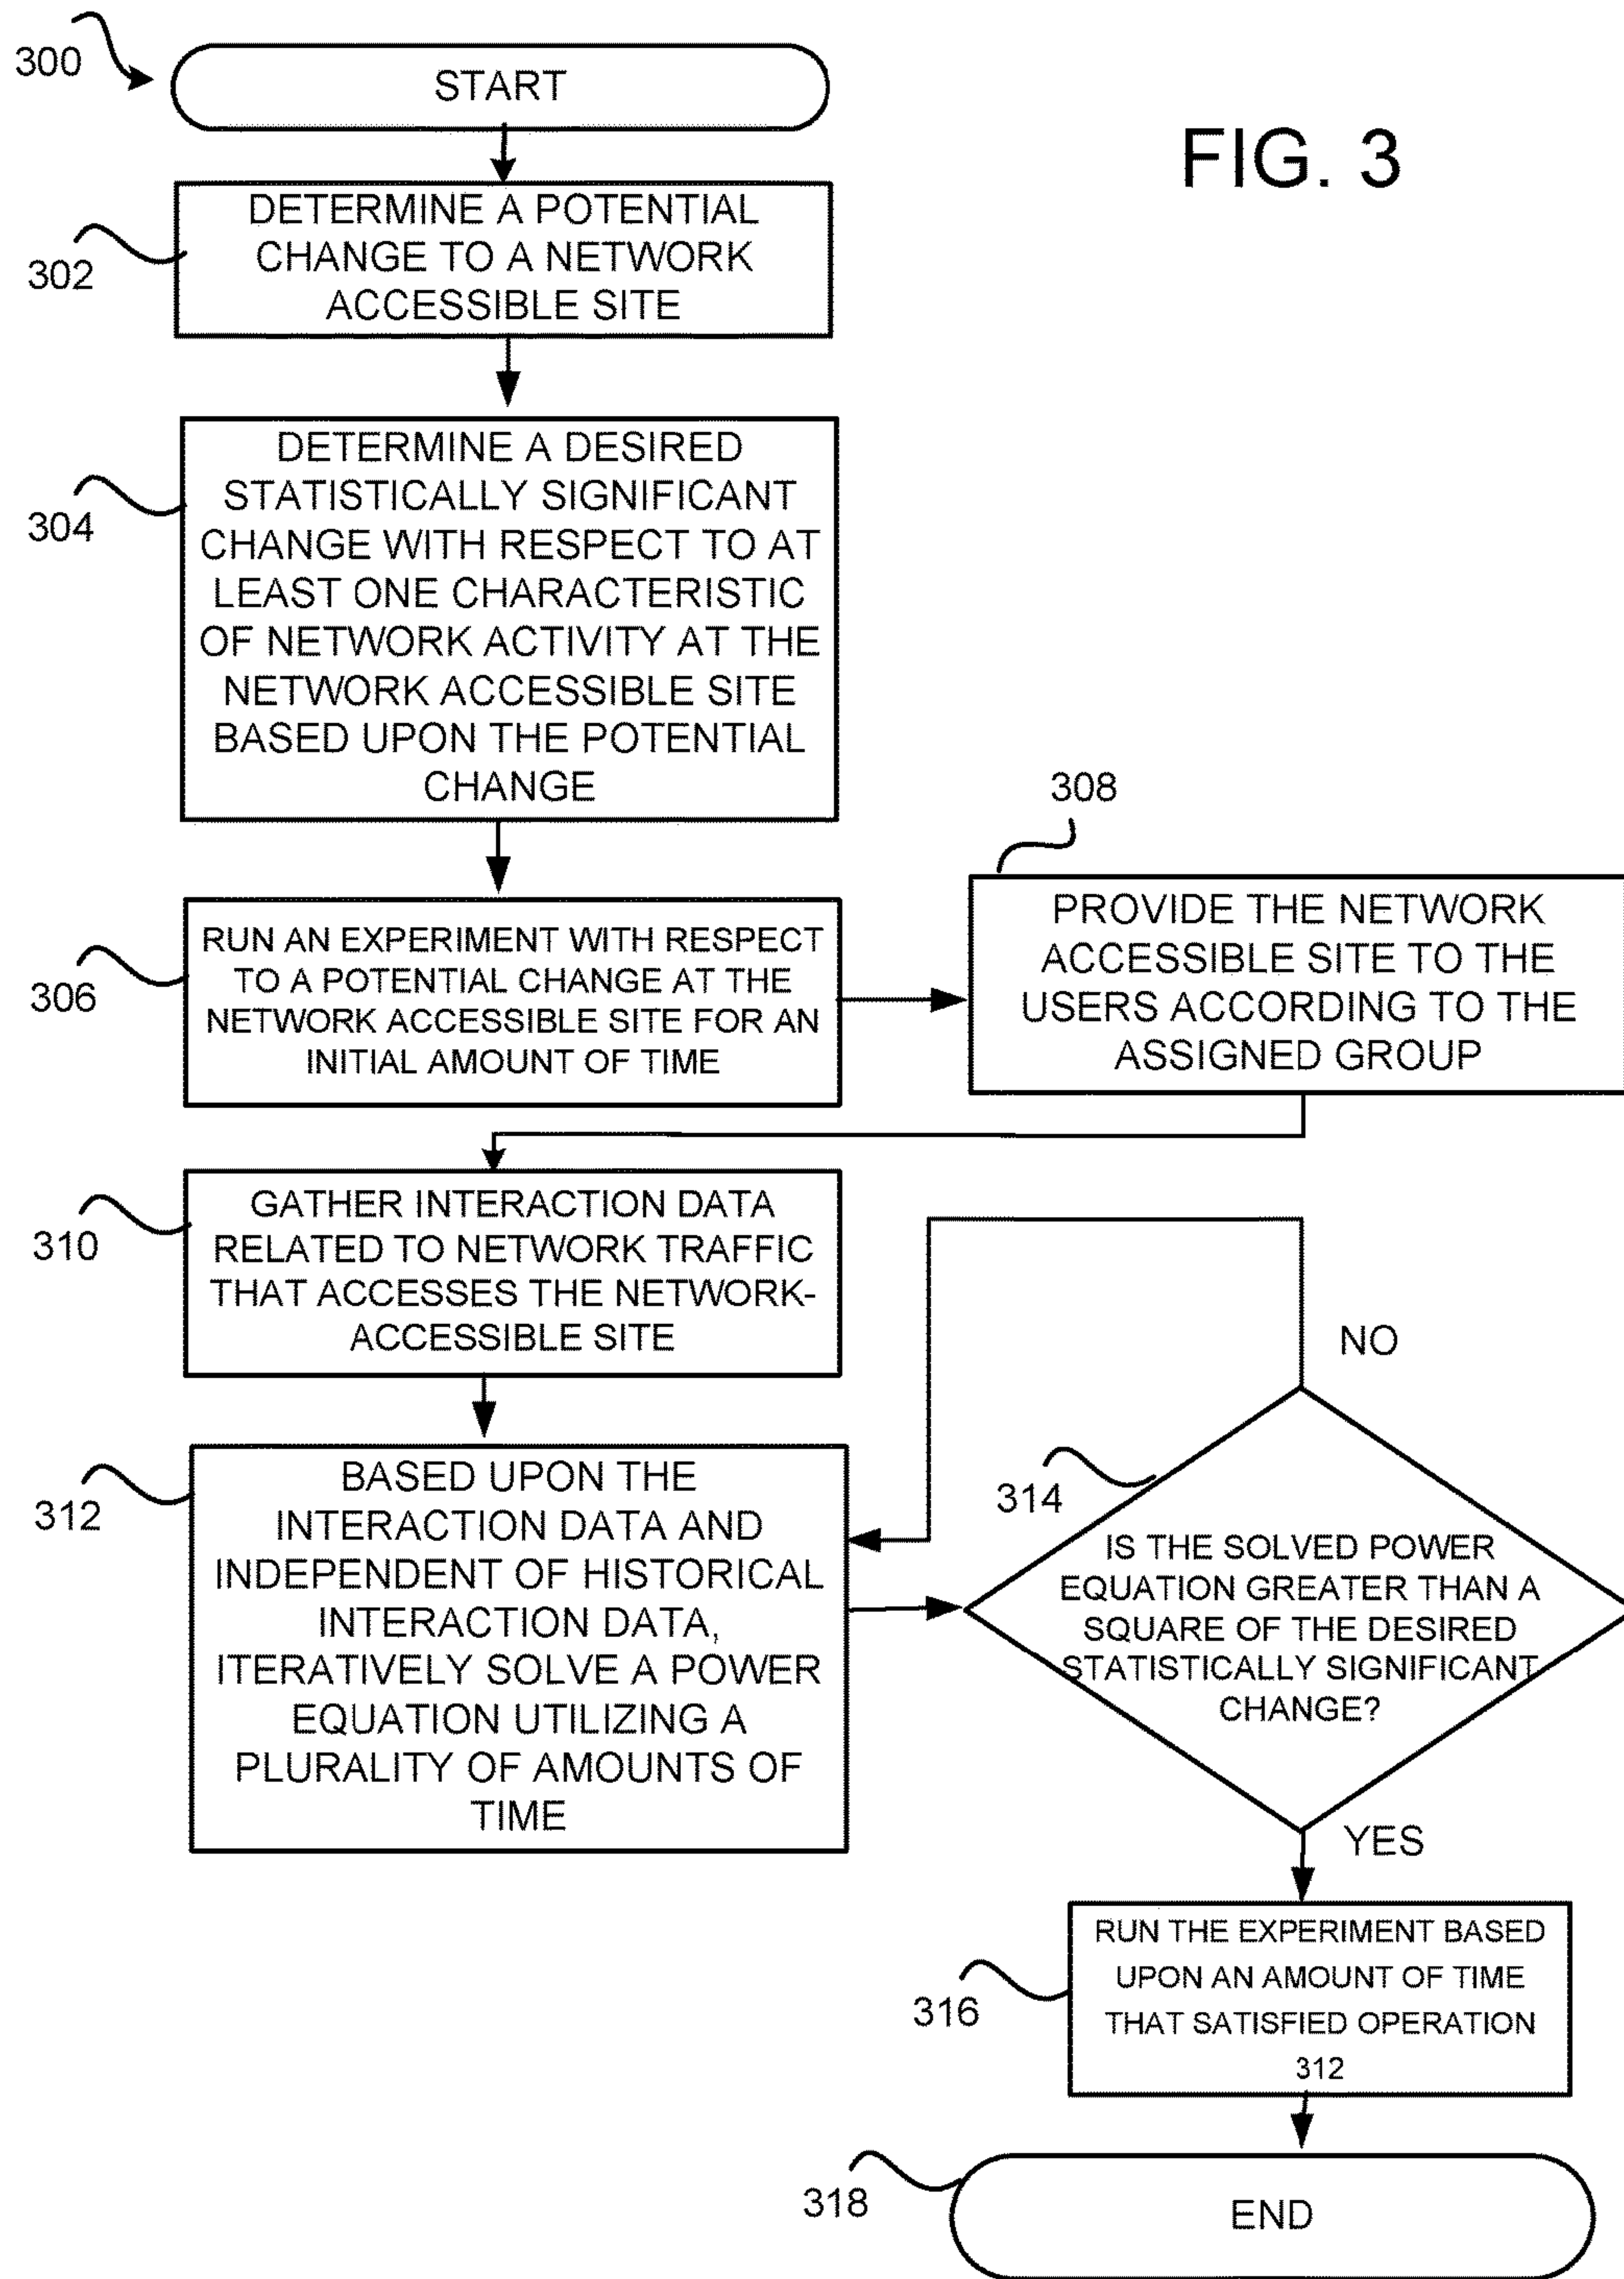 300
START
FIG. 3
302
DETERMINE A POTENTIAL
CHANGE TO A NETWORK
ACCESSIBLE SITE
304
DETERMINE A DESIRED
STATISTICALLY SIGNIFICANT
CHANGE WITH RESPECT TO AT
LEAST ONE CHARACTERISTIC
OF NETWORK ACTIVITY AT THE
NETWORK ACCESSIBLE SITE
BASED UPON THE POTENTIAL
CHANGE
306
RUN AN EXPERIMENT WITH RESPECT
TO A POTENTIAL CHANGE AT THE
NETWORK ACCESSIBLE SITE FOR AN
INITIAL AMOUNT OF TIME
308
PROVIDE THE NETWORK
ACCESSIBLE SITE TO THE
USERS ACCORDING TO THE
ASSIGNED GROUP
310
GATHER INTERACTION DATA
RELATED TO NETWORK TRAFFIC
THAT ACCESSES THE NETWORK-
ACCESSIBLE SITE
312
BASED UPON THE
INTERACTION DATA AND
INDEPENDENT OF HISTORICAL
INTERACTION DATA,
ITERATIVELY SOLVE A POWER
EQUATION UTILIZING A
PLURALITY OF AMOUNTS OF
TIME
NO
314
IS THE SOLVED POWER
EQUATION GREATER THAN A
SQUARE OF THE DESIRED
STATISTICALLY SIGNIFICANT
CHANGE?
YES
316
RUN THE EXPERIMENT BASED
UPON AN AMOUNT OF TIME
THAT SATISFIED OPERATION
312
318
END